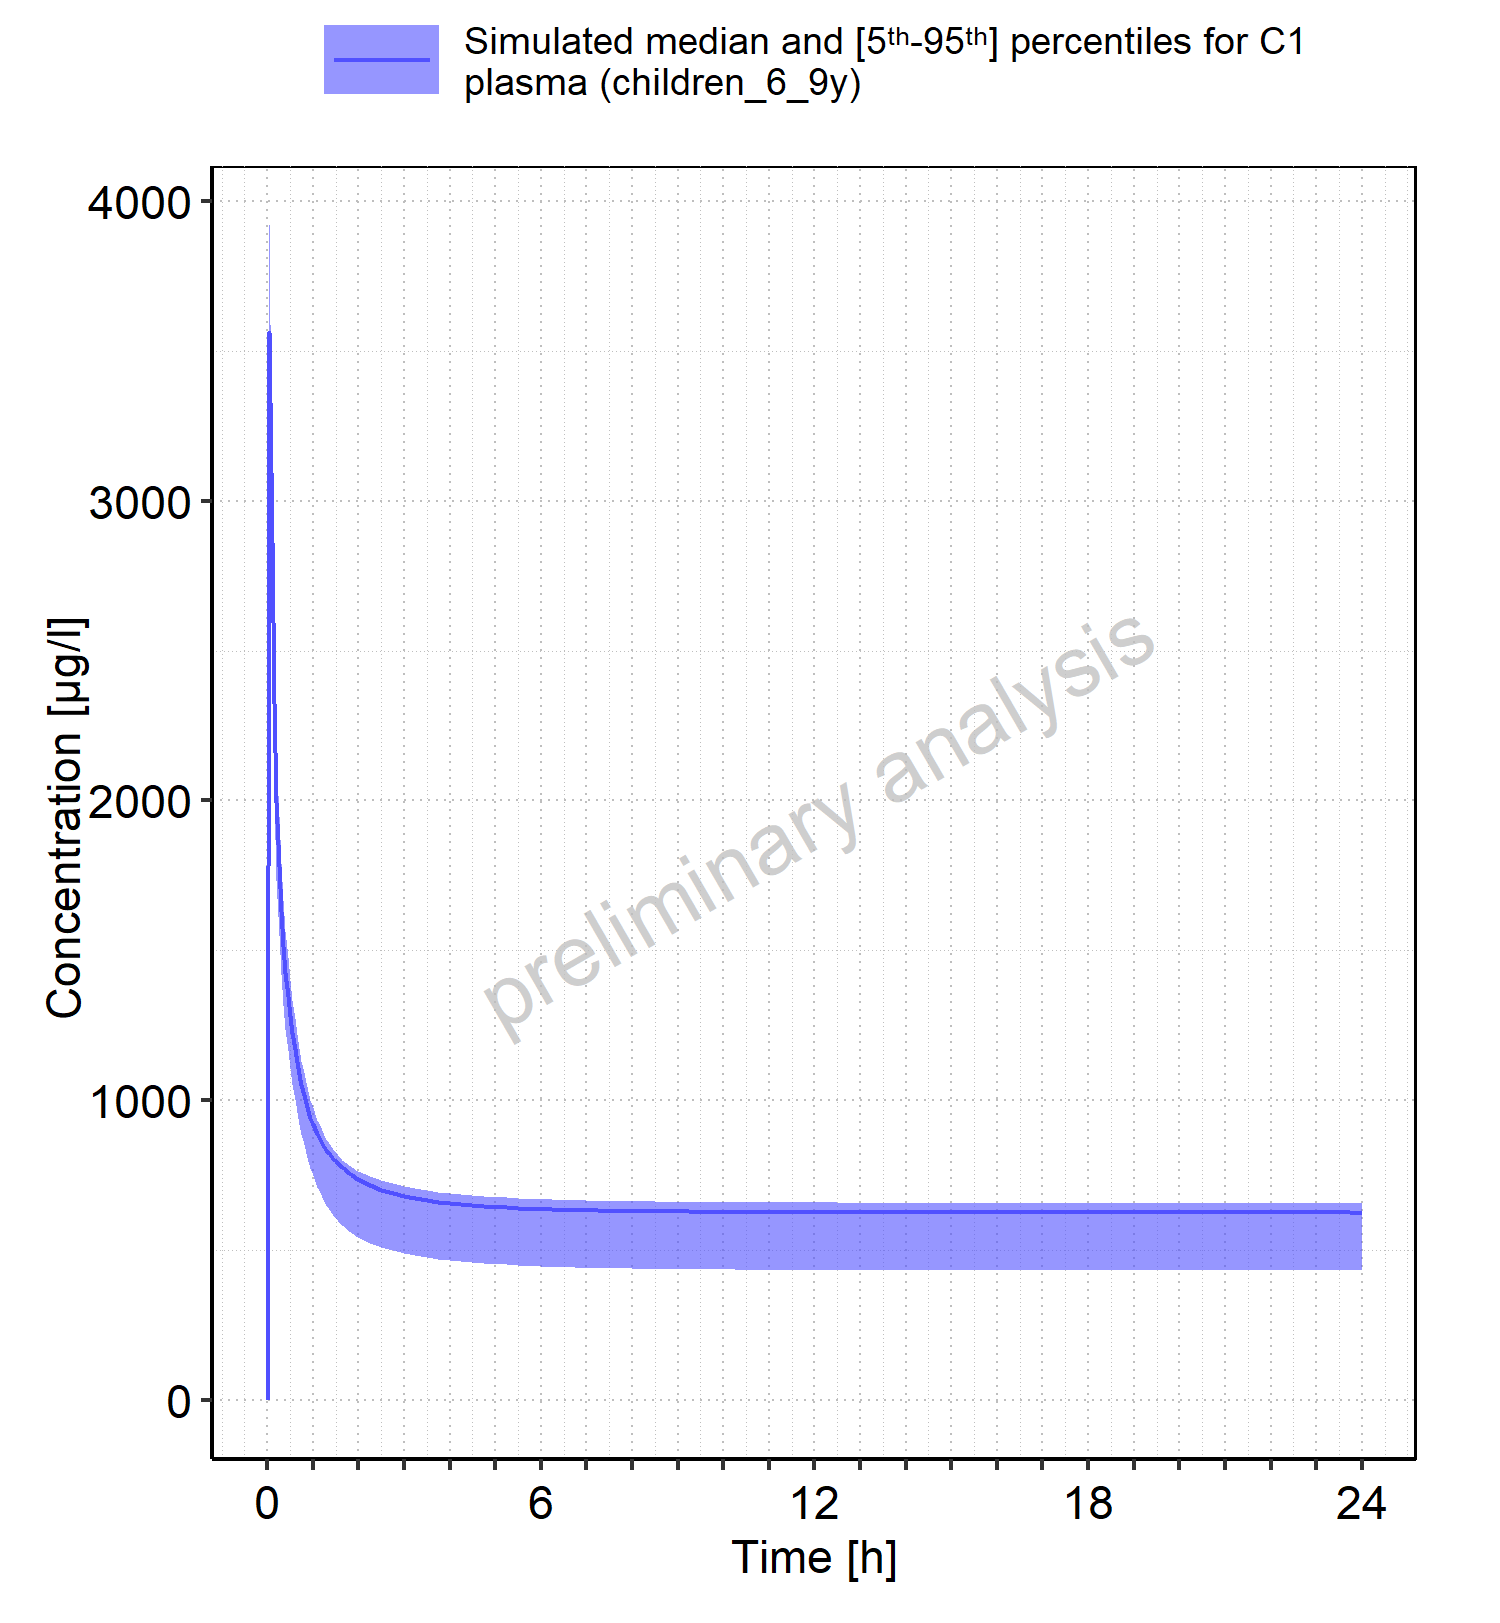 Simulated median and [5th-95th] percentiles for C1
plasma (children_6_9y)
4000
3000
2000
1000
0
Concentration [µg/l]
preliminary analysis
0 6 12 18 24
Time [h]